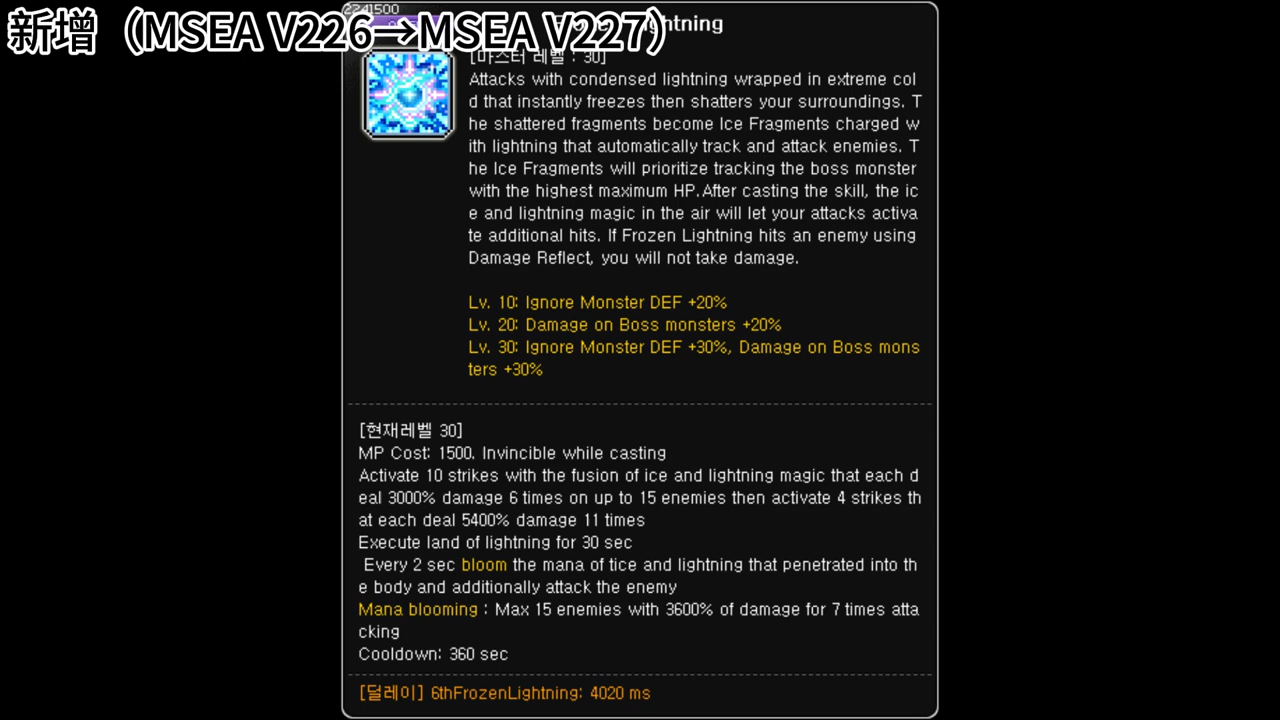 2241500
新增（MSEA V226→MSEA V227）
htning
[마스터 레벨 : 30]
Attacks with condensed lightning wrapped in extreme col
d that instantly freezes then shatters your surroundings. T
he shattered fragments become Ice Fragments charged w
ith lightning that automatically track and attack enemies. T
he Ice Fragments will prioritize tracking the boss monster
with the highest maximum HP.After casting the skill, the ic
e and lightning magic in the air will let your attacks activa
te additional hits. If Frozen Lightning hits an enemy using
Damage Reflect, you will not take damage.
Lv. 10: Ignore Monster DEF +20%
Lv. 20: Damage on Boss monsters +20%
Lv. 30: Ignore Monster DEF +30%, Damage on Boss mons
ters +30%
[현재레벨 30]
MP Cost: 1500. Invincible while casting
Activate 10 strikes with the fusion of ice and lightning magic that each d
eal 3000% damage 6 times on up to 15 enemies then activate 4 strikes th
at each deal 5400% damage 11 times
Execute land of lightning for 30 sec
Every 2 sec bloom the mana of tice and lightning that penetrated into th
e body and additionally attack the enemy
Mana blooming : Max 15 enemies with 3600% of damage for 7 times atta
cking
Cooldown: 360 sec
[딜레이] 6thFrozenLightning: 4020 ms